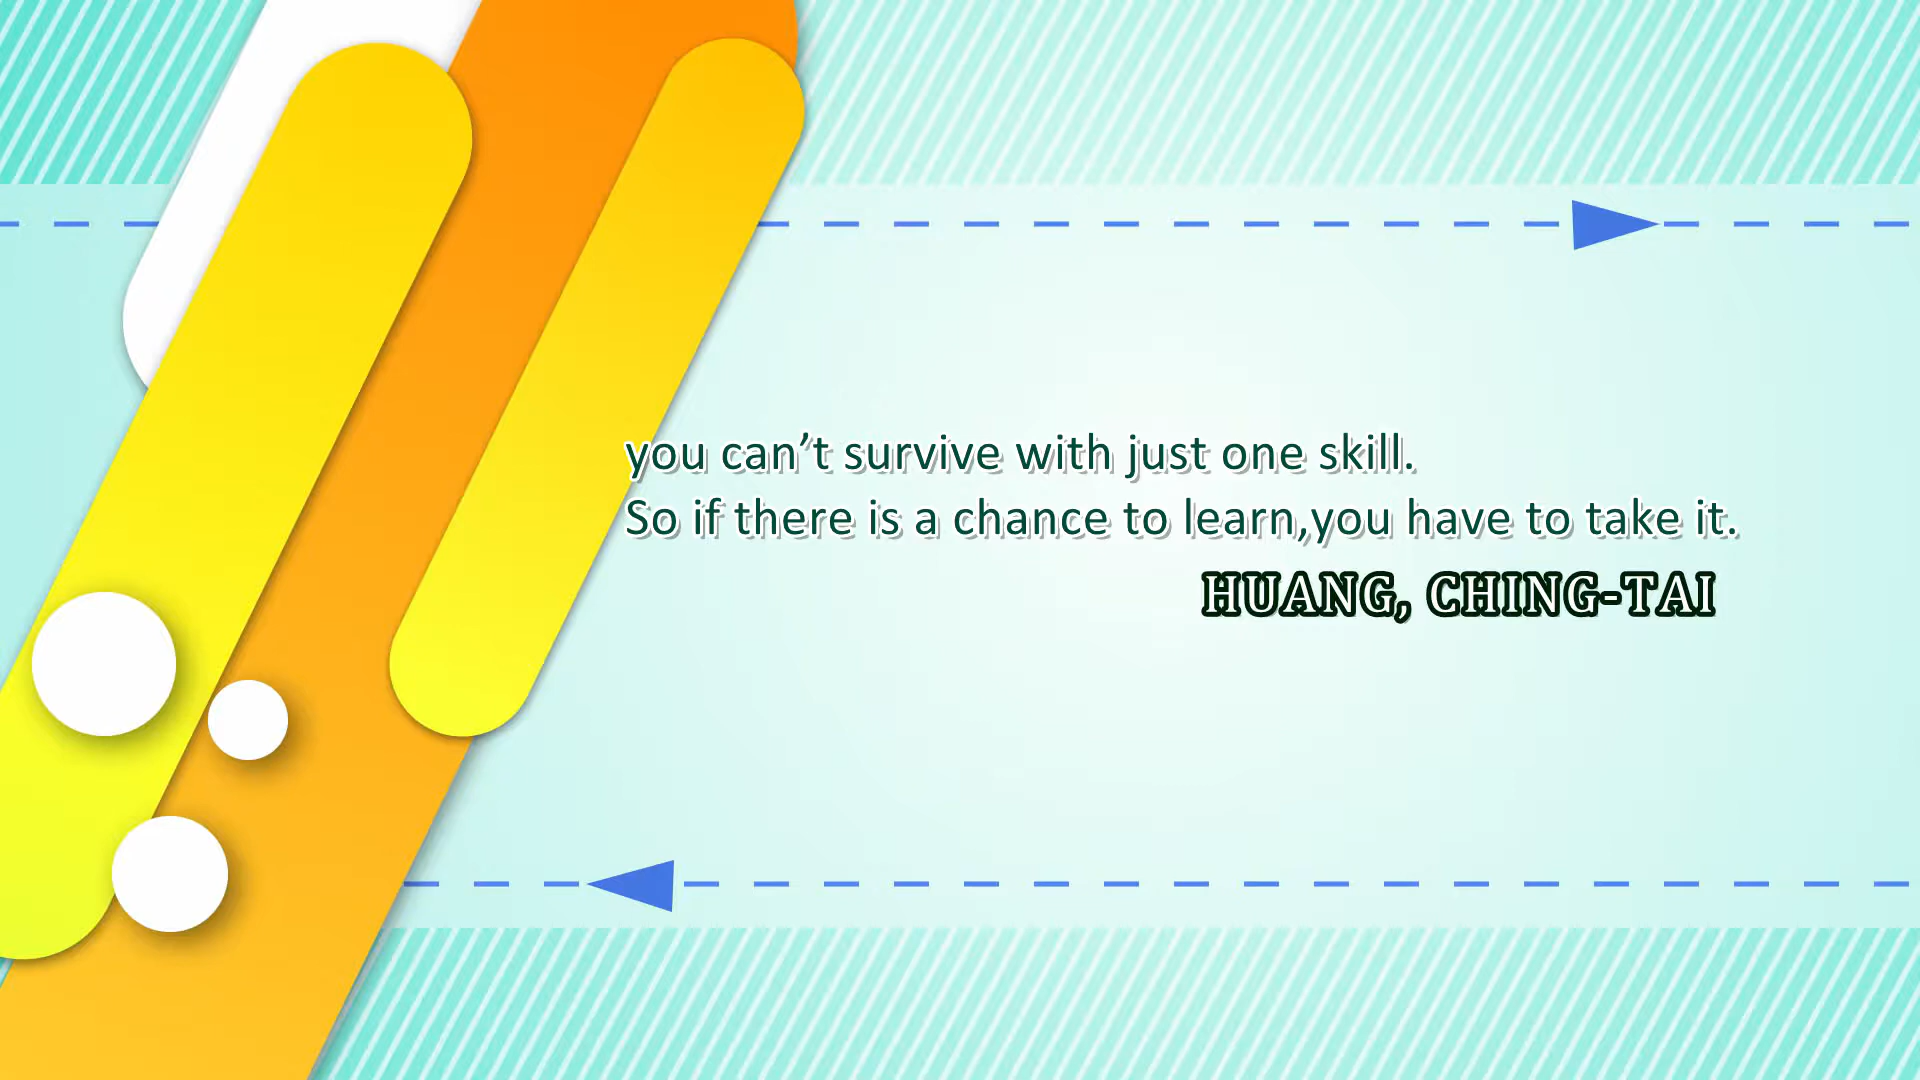 you can’t survive with just one skill.
So if there is a chance to learn,you have to take it.
HUANG, CHING-TAI